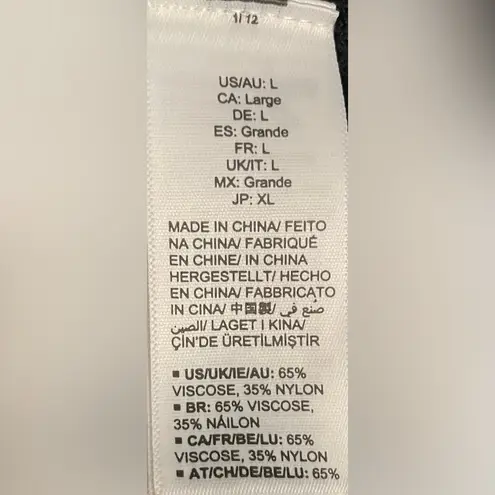 1/ 12
US/AU: L
CA: Large
DE: L
ES: Grande
FR: L
UK/IT: L
MX: Grande
JP: XL
MADE IN CHINA/ FEITO
NA CHINA/ FABRIQUÉ
EN CHINE/ IN CHINA
HERGESTELLT/ HECHO
EN CHINA/ FABBRICATO
IN CINA/ 中国製/ صنع في
الصين/ LAGET I KINA/
ÇİN'DE ÜRETİLMİŞTİR
▪ US/UK/IE/AU: 65%
VISCOSE, 35% NYLON
▪ BR: 65% VISCOSE,
35% NÁILON
▪ CA/FR/BE/LU: 65%
VISCOSE, 35% NYLON
▪ AT/CH/DE/BE/LU: 65%